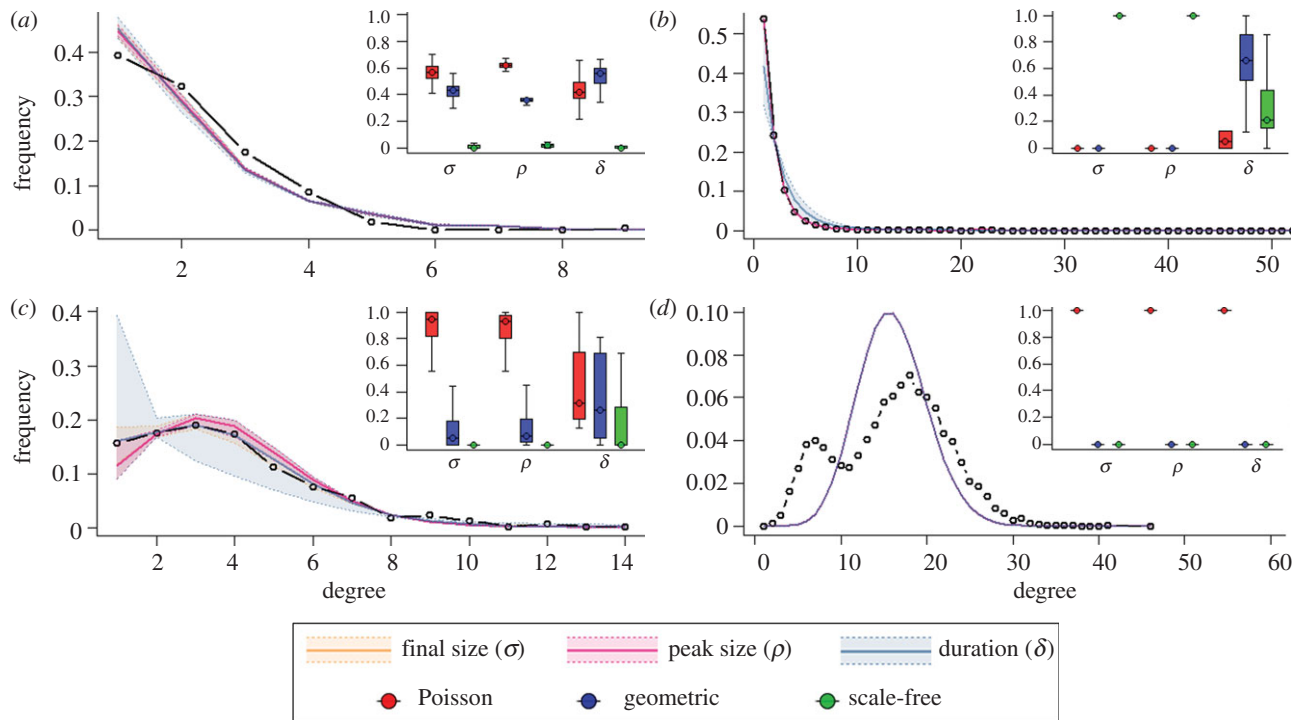 (a)
0.4
0.3
0.2
0.1
0
frequency
2 4 6 8
1.0
0.8
0.6
0.4
0.2
0
σ ρ δ
(b)
0.5
0.4
0.3
0.2
0.1
0
0 10 20 30 40 50
1.0
0.8
0.6
0.4
0.2
0
σ ρ δ
(c)
0.4
0.3
0.2
0.1
0
frequency
2 4 6 8 10 12 14
degree
1.0
0.8
0.6
0.4
0.2
0
σ ρ δ
(d)
0.10
0.08
0.06
0.04
0.02
0
0 10 20 30 40 50 60
degree
1.0
0.8
0.6
0.4
0.2
0
σ ρ δ
final size (σ) peak size (ρ) duration (δ)
Poisson geometric scale-free